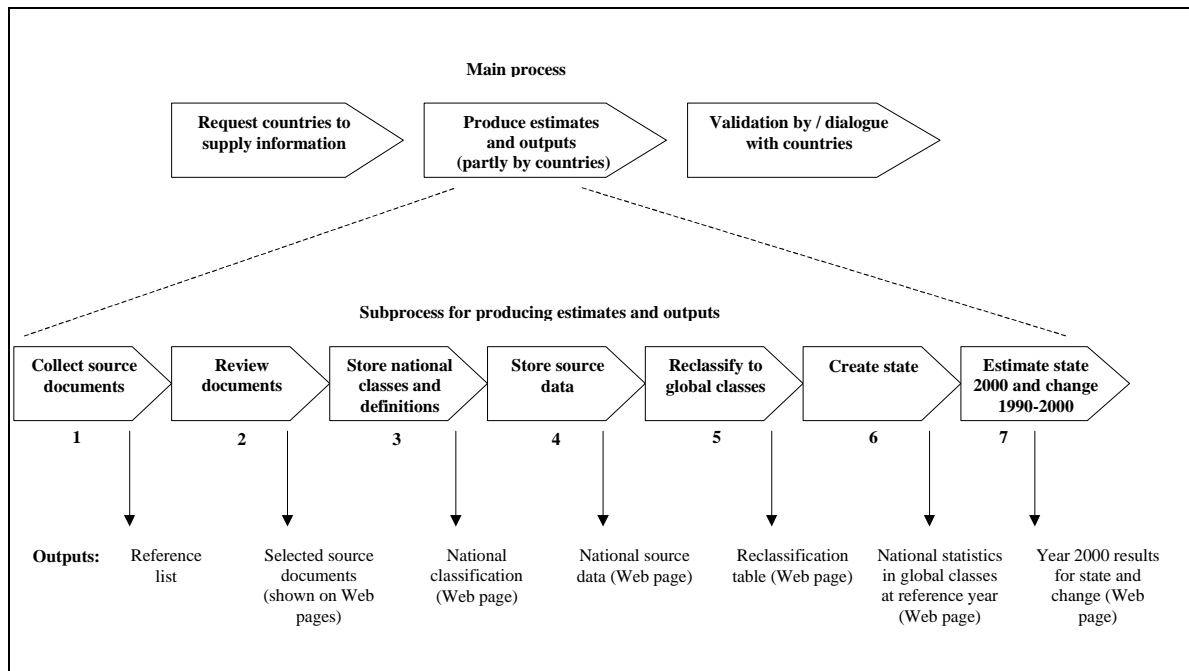 Main process
Request countries to
supply information
Produce estimates
and outputs
(partly by countries)
Validation by / dialogue
with countries
Subprocess for producing estimates and outputs
Collect source
documents
Review
documents
Store national
classes and
definitions
Store source
data
Reclassify to
global classes
Create state
Estimate state
2000 and change
1990-2000
1
2
3
4
5
6
7
Outputs:
Reference
list
Selected source
documents
(shown on Web
pages)
National
classification
(Web page)
National source
data (Web page)
Reclassification
table (Web page)
National statistics
in global classes
at reference year
(Web page)
Year 2000 results
for state and
change (Web
page)